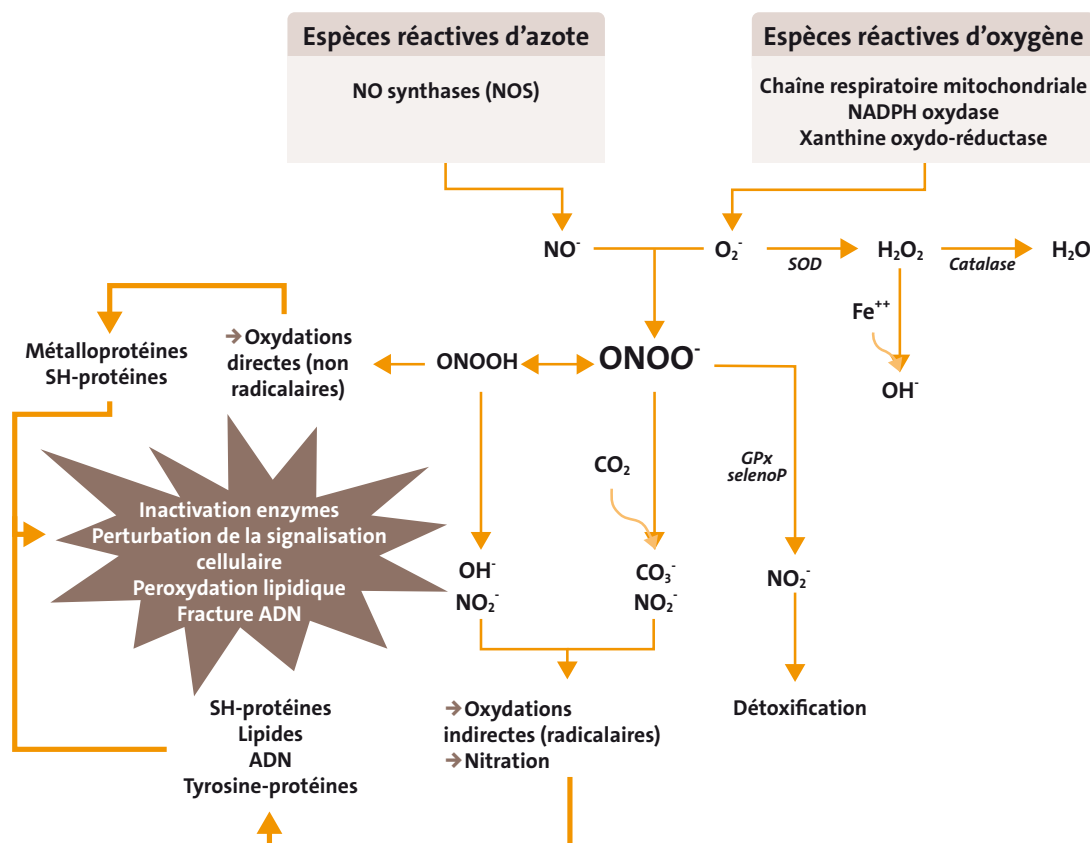 Espèces réactives d’azote
NO synthases (NOS)
Espèces réactives d’oxygène
Chaîne respiratoire mitochondriale
NADPH oxydase
Xanthine oxydo-réductase
NO⁻
O₂⁻
SOD
H₂O₂
Catalase
H₂O
Fe⁺⁺
OH⁻
Métalloprotéines
SH-protéines
→ Oxydations
directes (non
radicalaires)
ONOOH
ONOO⁻
CO₂
GPx
selenoP
Inactivation enzymes
Perturbation de la signalisation
cellulaire
Peroxydation lipidique
Fracture ADN
OH⁻
NO₂⁻
CO₃⁻
NO₂⁻
NO₂⁻
SH-protéines
Lipides
ADN
Tyrosine-protéines
→ Oxydations
indirectes (radicalaires)
→ Nitration
Détoxification